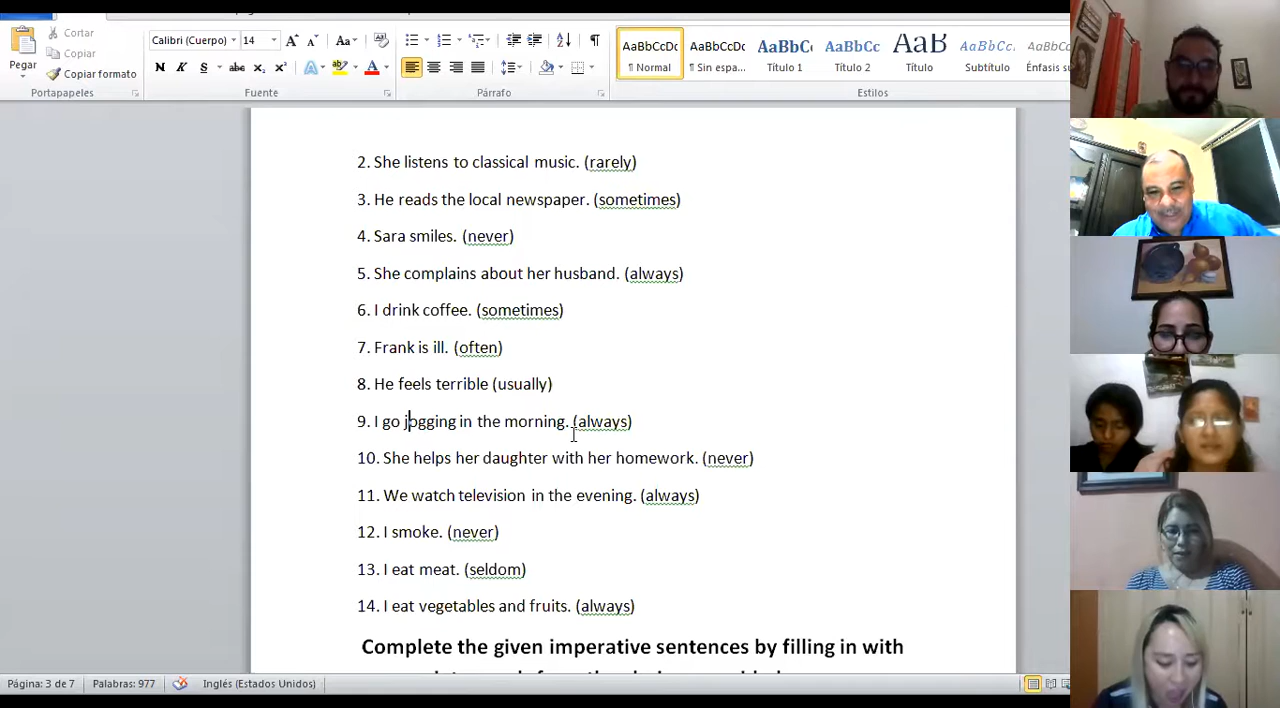 Cortar
Copiar
Copiar formato
Pegar
Portapapeles
Calibri (Cuerpo) 14
Aa
N K S abc x₂ x²
Fuente
Párrafo
AaBbCcDc AaBbCcDc AaBbC AaBbCc AaB AaBbCc AaBbCc
¶ Normal ¶ Sin espa... Título 1 Título 2 Título Subtítulo Énfasis
Estilos
2. She listens to classical music. (rarely)
3. He reads the local newspaper. (sometimes)
4. Sara smiles. (never)
5. She complains about her husband. (always)
6. I drink coffee. (sometimes)
7. Frank is ill. (often)
8. He feels terrible (usually)
9. I go jogging in the morning. (always)
10. She helps her daughter with her homework. (never)
11. We watch television in the evening. (always)
12. I smoke. (never)
13. I eat meat. (seldom)
14. I eat vegetables and fruits. (always)
Complete the given imperative sentences by filling in with
Página: 3 de 7 Palabras: 977 Inglés (Estados Unidos)